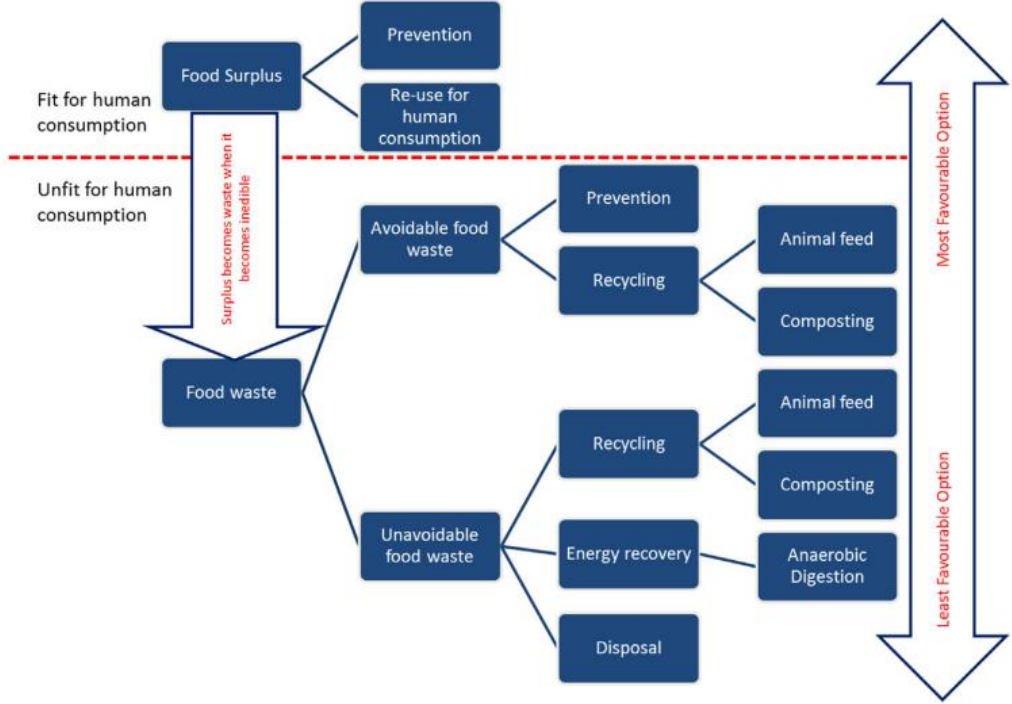 Prevention
Food Surplus
Re-use for
human
consumption
Fit for human
consumption
Surplus becomes waste when it
becomes inedible
Most Favourable Option
Unfit for human
consumption
Prevention
Avoidable food
waste
Animal feed
Recycling
Composting
Food waste
Animal feed
Recycling
Composting
Unavoidable
food waste
Energy recovery
Anaerobic
Digestion
Disposal
Least Favourable Option